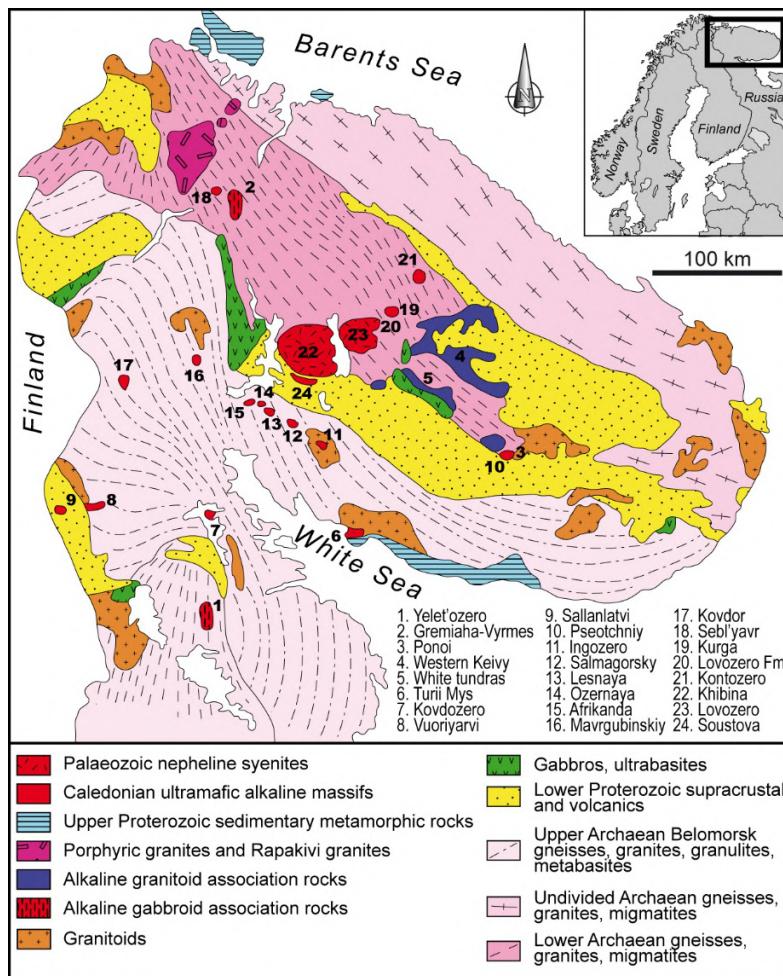 Barents Sea
N
Norway
Sweden
Finland
Russia
100 km
18
2
21
19
20
23
22
4
5
24
17
16
14
15
13
12
11
3
10
9
8
7
6
1
Finland
White Sea
1. Yelet'ozero
2. Gremiaha-Vyrmes
3. Ponoi
4. Western Keivy
5. White tundras
6. Turii Mys
7. Kovdozero
8. Vuoriyarvi
9. Sallanlatvi
10. Pseotchniy
11. Ingozero
12. Salmagorsky
13. Lesnaya
14. Ozernaya
15. Afrikanda
16. Mavrgubinskiy
17. Kovdor
18. Sebl'yavr
19. Kurga
20. Lovozero Fm
21. Kontozero
22. Khibina
23. Lovozero
24. Soustova
Palaeozoic nepheline syenites
Caledonian ultramafic alkaline massifs
Upper Proterozoic sedimentary metamorphic rocks
Porphyric granites and Rapakivi granites
Alkaline granitoid association rocks
Alkaline gabbroid association rocks
Granitoids
Gabbros, ultrabasites
Lower Proterozoic supracrustal
and volcanics
Upper Archaean Belomorsk
gneisses, granites, granulites,
metabasites
Undivided Archaean gneisses,
granites, migmatites
Lower Archaean gneisses,
granites, migmatites